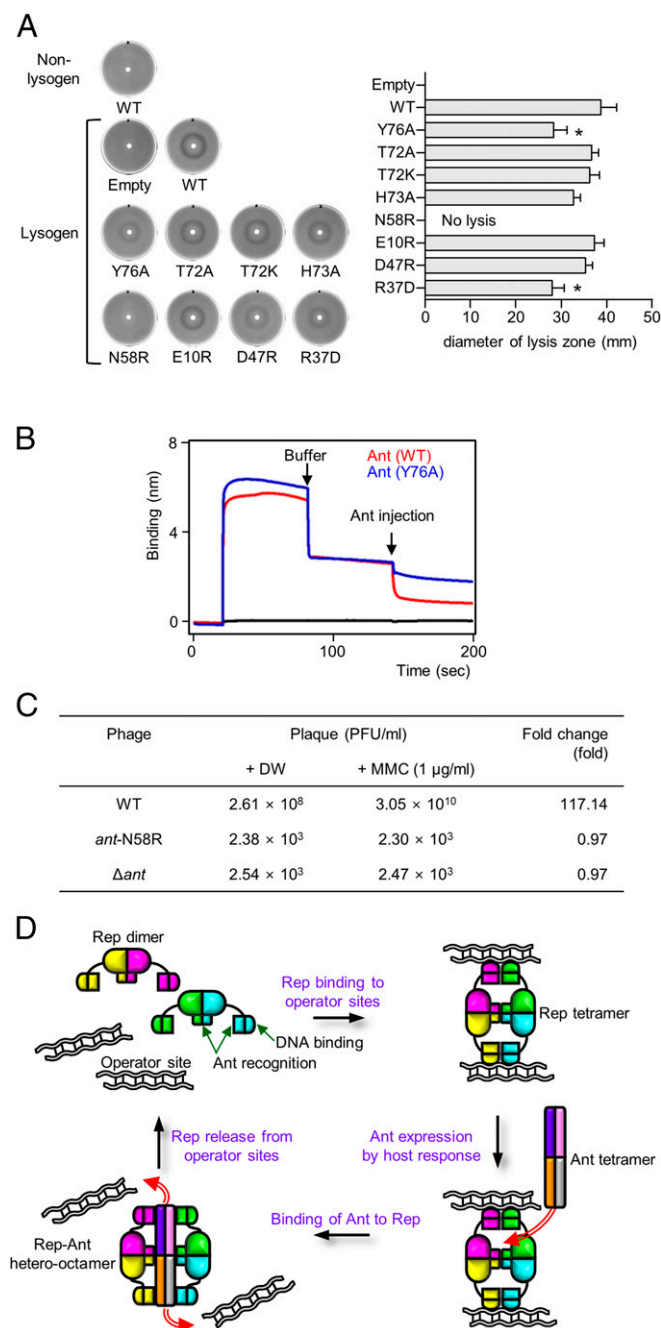 A
Non-
lysogen
WT
Lysogen
Empty WT
Y76A T72A T72K H73A
N58R E10R D47R R37D
Empty
WT
Y76A *
T72A
T72K
H73A
N58R No lysis
E10R
D47R
R37D *
0 10 20 30 40 50
diameter of lysis zone (mm)
B
8
4
0
Binding (nm)
Buffer
Ant (WT)
Ant (Y76A)
Ant injection
0 100 200
Time (sec)
C
Phage Plaque (PFU/ml) Fold change
(fold)
+ DW + MMC (1 µg/ml)
WT 2.61 × 10⁸ 3.05 × 10¹⁰ 117.14
ant-N58R 2.38 × 10³ 2.30 × 10³ 0.97
Δant 2.54 × 10³ 2.47 × 10³ 0.97
D
Rep dimer
Rep binding to
operator sites
Rep tetramer
DNA binding
Operator site
Ant recognition
Rep release from
operator sites
Ant expression
by host response
Ant tetramer
Binding of Ant to Rep
Rep-Ant
hetero-octamer